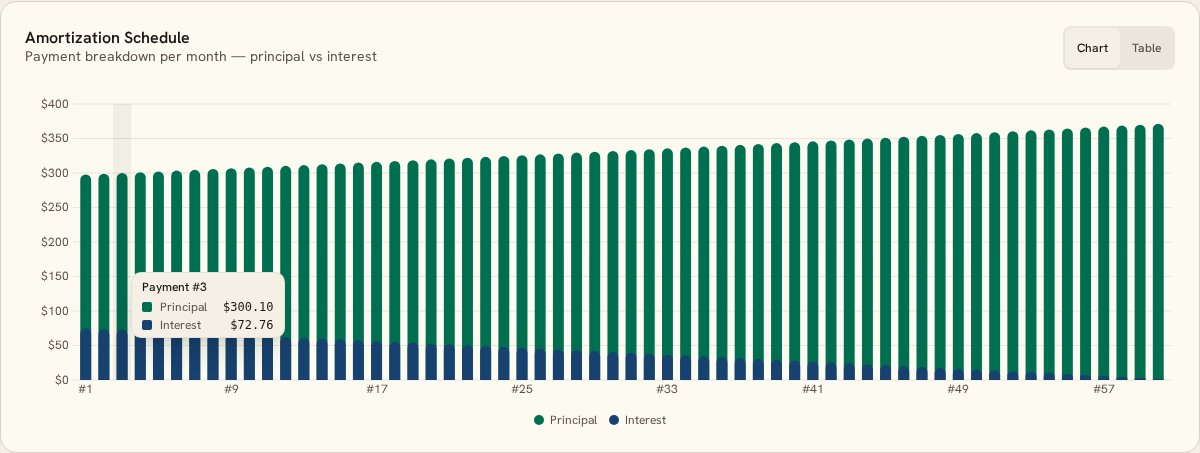 Amortization Schedule
Payment breakdown per month — principal vs interest
Chart Table
$400
$350
$300
$250
$200
$150
$100
$50
$0
Payment #3
Principal $300.10
Interest $72.76
#1 #9 #17 #25 #33 #41 #49 #57
Principal Interest